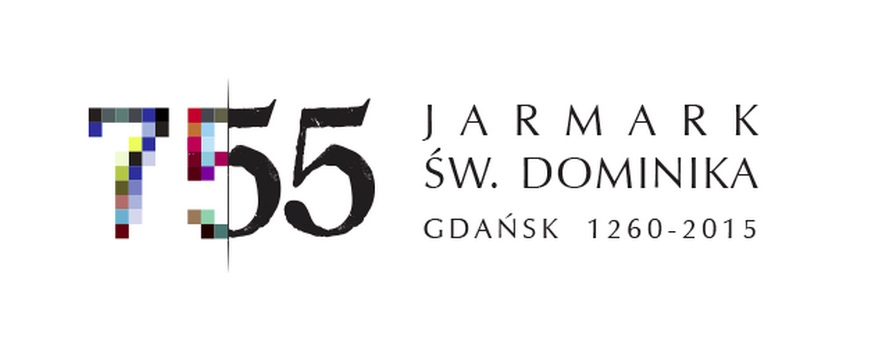 755
JARMARK
ŚW. DOMINIKA
GDAŃSK 1260-2015